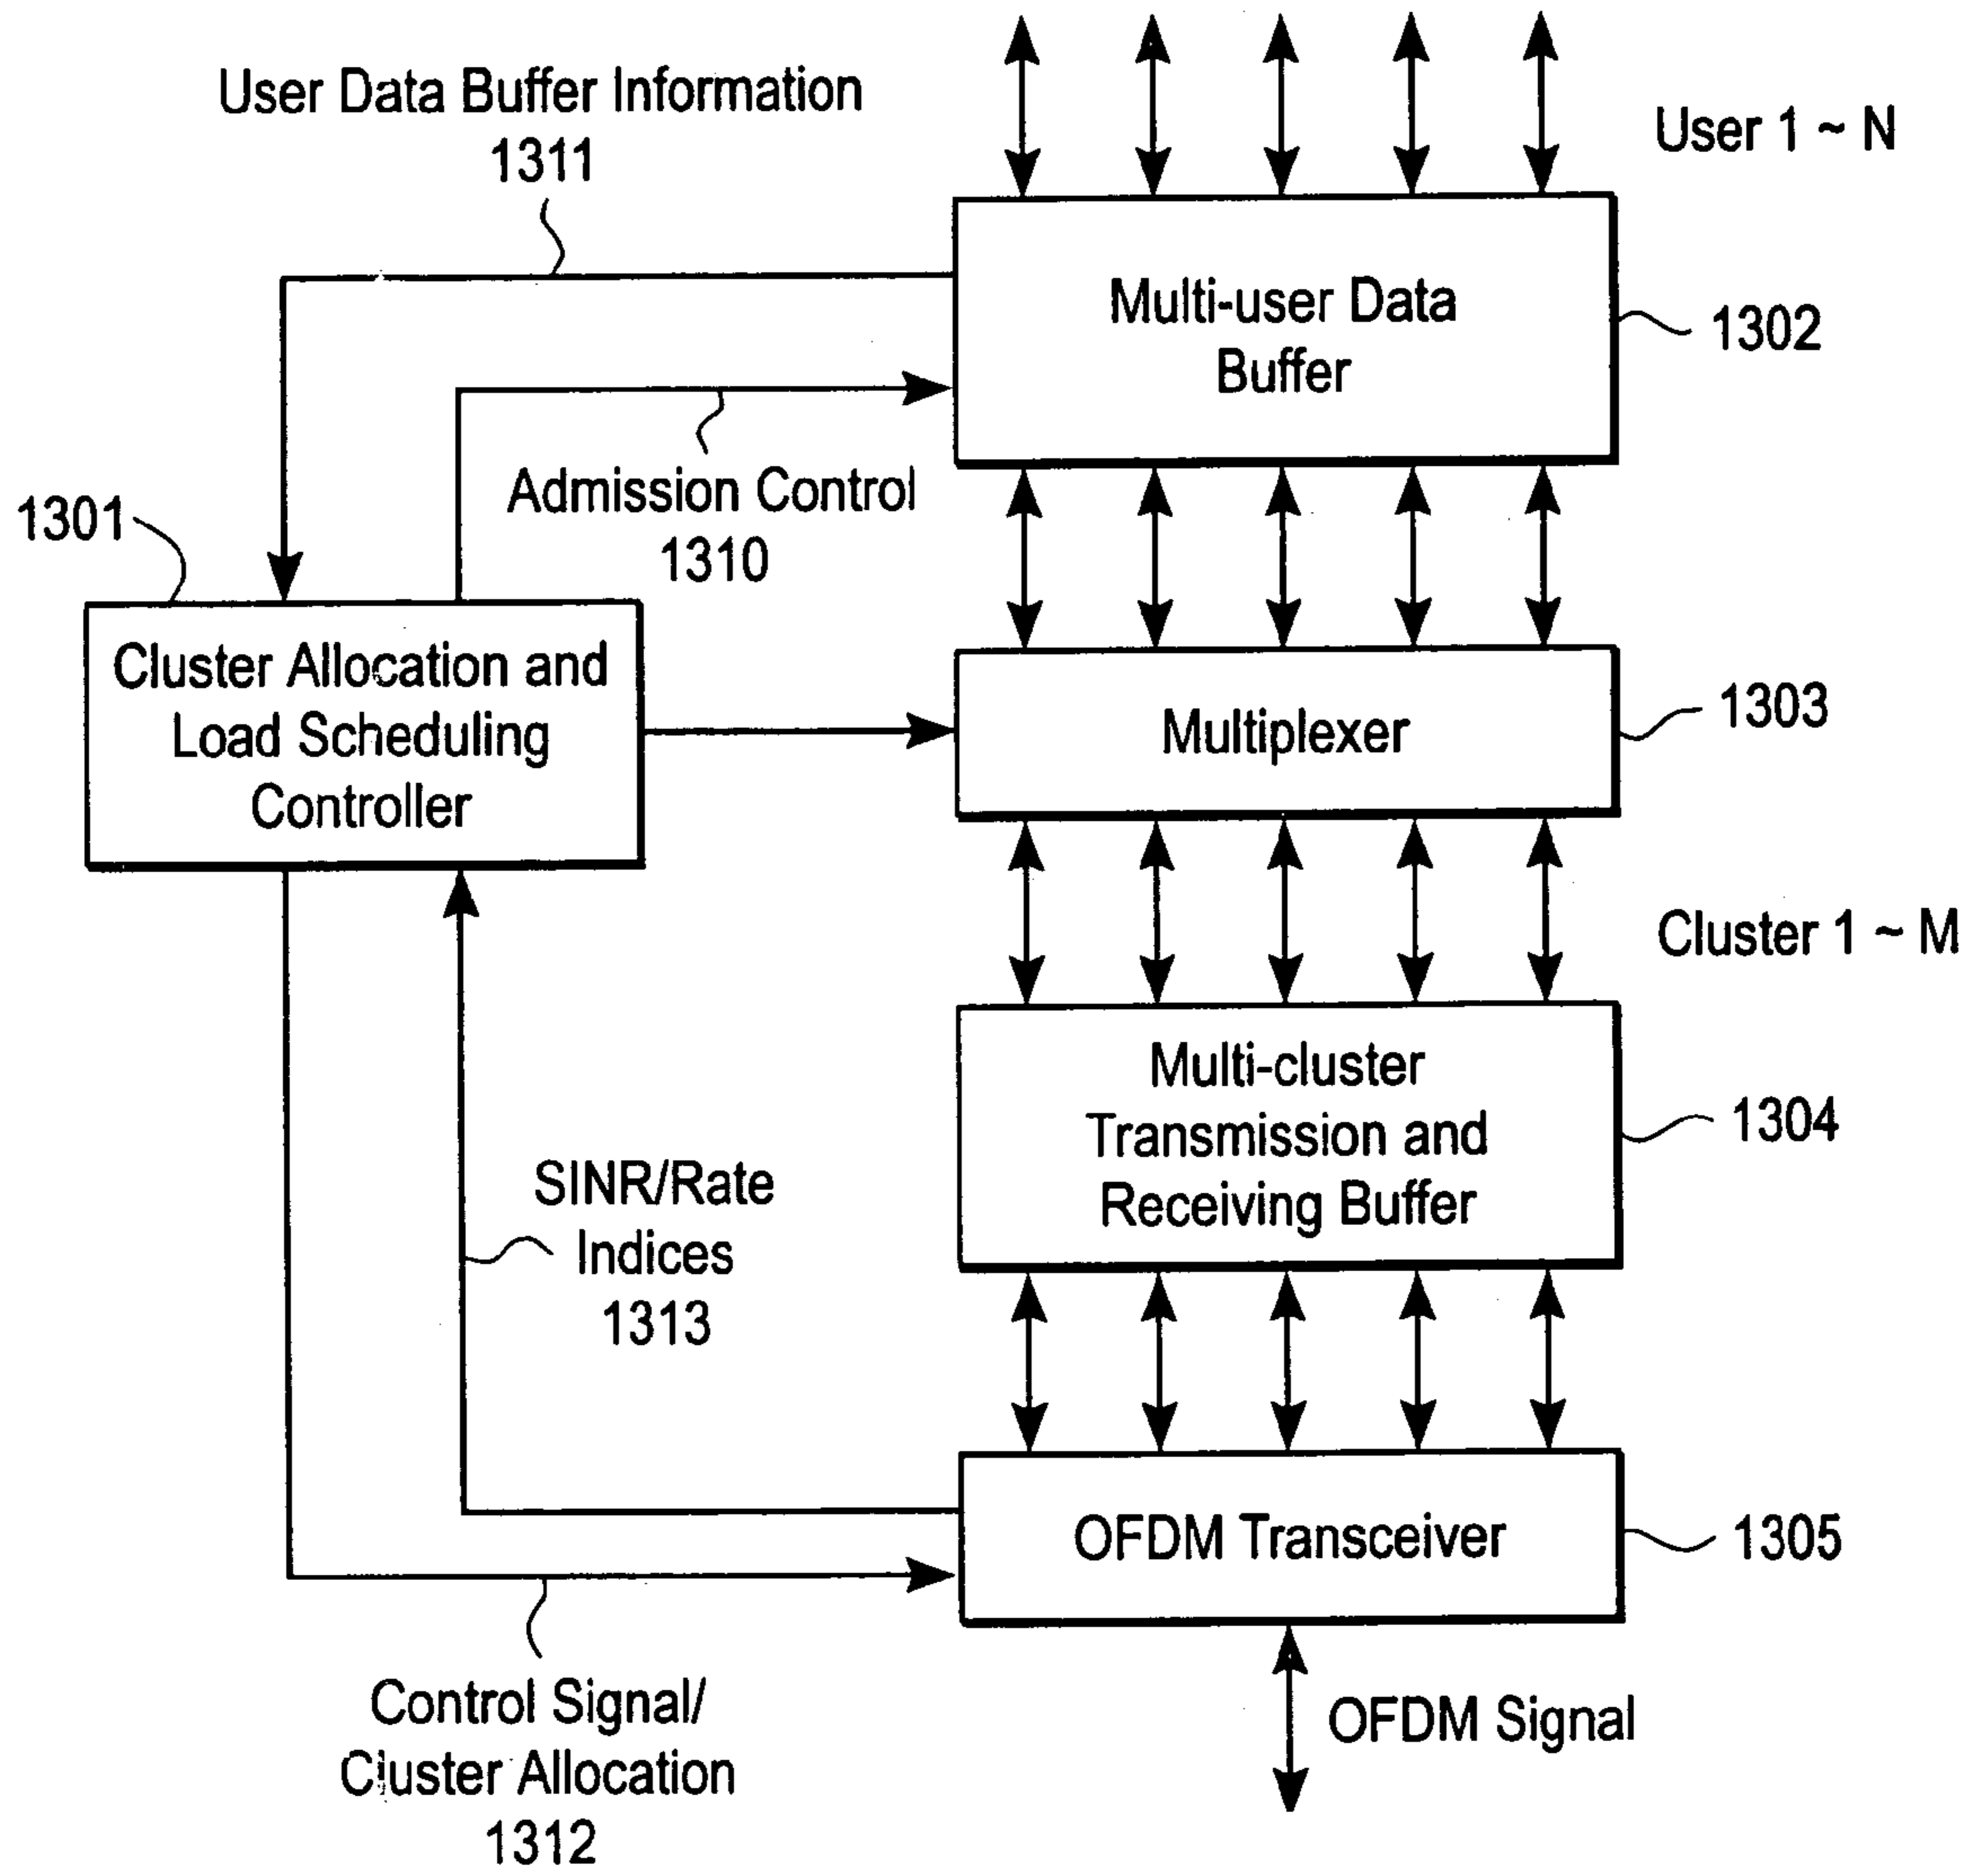 User Data Buffer Information
1311
User 1 ~ N
Multi-user Data
Buffer
1302
Admission Control
1310
1301
Cluster Allocation and
Load Scheduling
Controller
Multiplexer
1303
Cluster 1 ~ M
Multi-cluster
Transmission and
Receiving Buffer
1304
SINR/Rate
Indices
1313
OFDM Transceiver
1305
Control Signal/
Cluster Allocation
1312
OFDM Signal